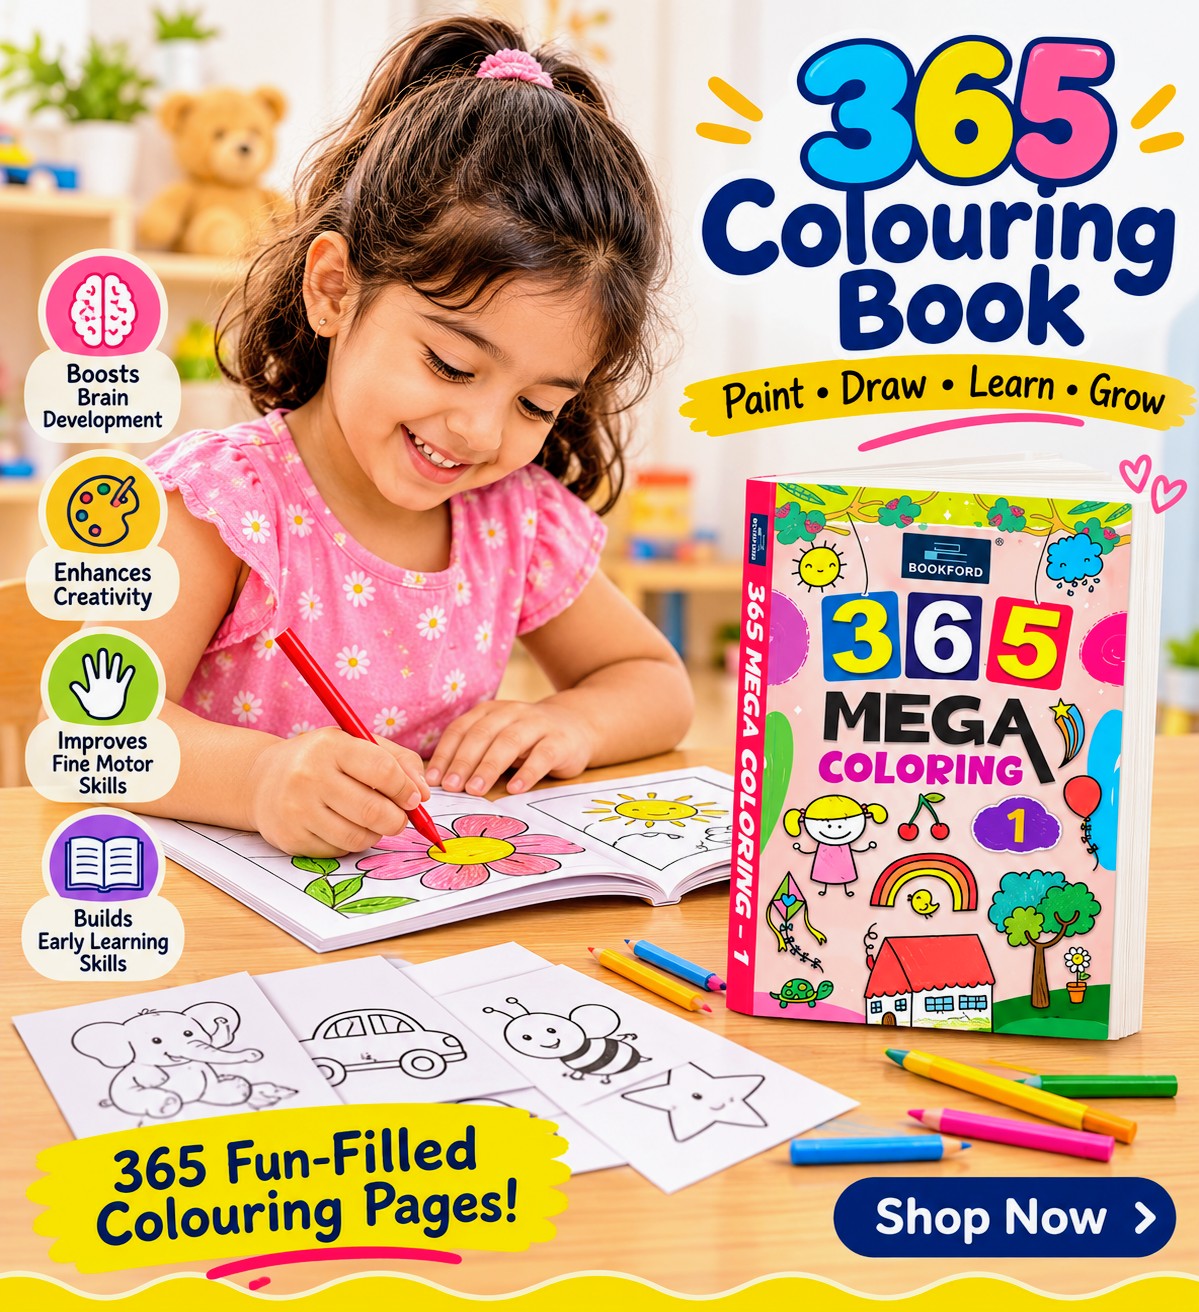 365
Colouring
Book
Paint • Draw • Learn • Grow
Boosts
Brain
Development
Enhances
Creativity
Improves
Fine Motor
Skills
Builds
Early Learning
Skills
BOOKFORD
®
365 MEGA COLORING - 1
365
MEGA
COLORING
1
365 Fun-Filled
Colouring Pages!
Shop Now